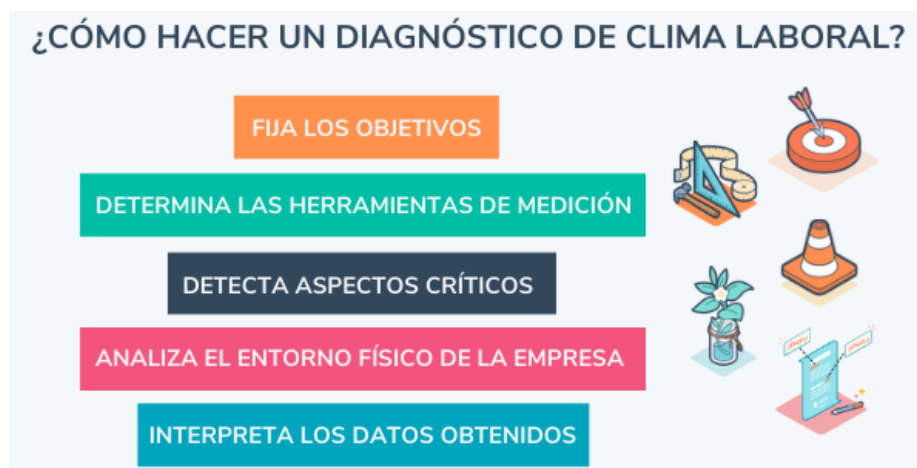 ¿CÓMO HACER UN DIAGNÓSTICO DE CLIMA LABORAL?
FIJA LOS OBJETIVOS
DETERMINA LAS HERRAMIENTAS DE MEDICIÓN
DETECTA ASPECTOS CRÍTICOS
ANALIZA EL ENTORNO FÍSICO DE LA EMPRESA
INTERPRETA LOS DATOS OBTENIDOS